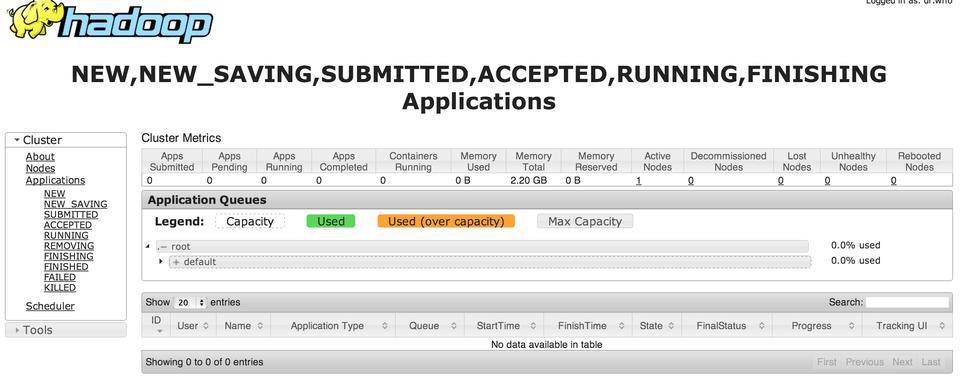 Logged in as: dr.who
hadoop
NEW,NEW_SAVING,SUBMITTED,ACCEPTED,RUNNING,FINISHING
Applications
Cluster
About
Nodes
Applications
NEW
NEW_SAVING
SUBMITTED
ACCEPTED
RUNNING
REMOVING
FINISHING
FINISHED
FAILED
KILLED
Scheduler
Tools
Cluster Metrics
Apps Submitted Apps Pending Apps Running Apps Completed Containers Running Memory Used Memory Total Memory Reserved Active Nodes Decommissioned Nodes Lost Nodes Unhealthy Nodes Rebooted Nodes
0 0 0 0 0 0 B 2.20 GB 0 B 1 0 0 0 0
Application Queues
Legend: Capacity Used Used (over capacity) Max Capacity
.− root 0.0% used
+ default 0.0% used
Show 20 entries Search:
ID User Name Application Type Queue StartTime FinishTime State FinalStatus Progress Tracking UI
No data available in table
Showing 0 to 0 of 0 entries First Previous Next Last